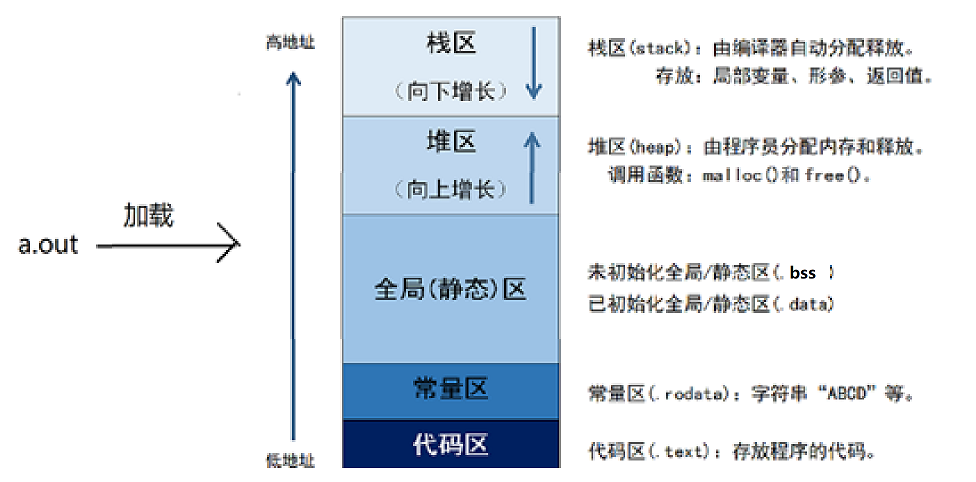 高地址
栈区
（向下增长）
栈区(stack)：由编译器自动分配释放。
存放：局部变量、形参、返回值。
堆区
（向上增长）
堆区(heap)：由程序员分配内存和释放。
调用函数：malloc()和free()。
加载
a.out
全局(静态)区
未初始化全局/静态区(.bss )
已初始化全局/静态区(.data)
常量区
常量区(.rodata)：字符串“ABCD”等。
代码区
代码区(.text)：存放程序的代码。
低地址